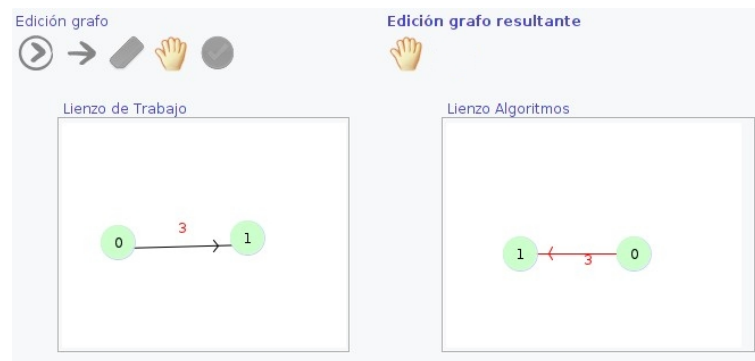 Edición grafo
Edición grafo resultante
Lienzo de Trabajo
Lienzo Algoritmos
3
0
1
1
3
0